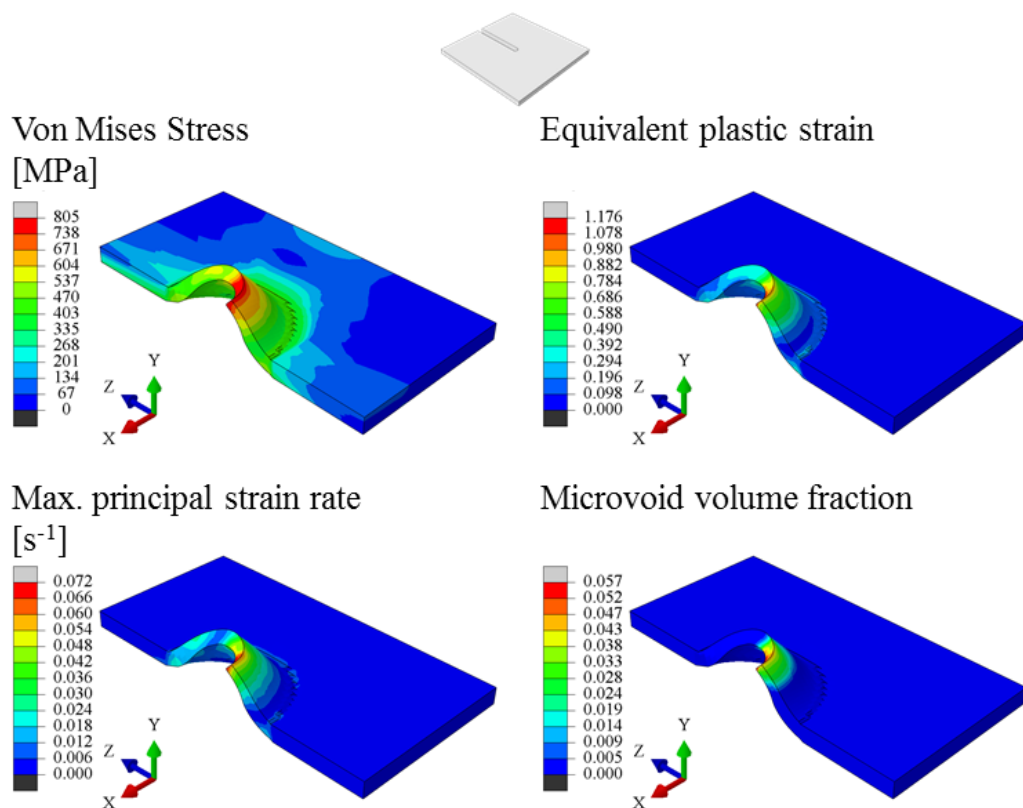 Von Mises Stress
[MPa]
805
738
671
604
537
470
403
335
268
201
134
67
0
Y
Z
X
Equivalent plastic strain
1.176
1.078
0.980
0.882
0.784
0.686
0.588
0.490
0.392
0.294
0.196
0.098
0.000
Y
Z
X
Max. principal strain rate
[s-1]
0.072
0.066
0.060
0.054
0.048
0.042
0.036
0.030
0.024
0.018
0.012
0.006
0.000
Y
Z
X
Microvoid volume fraction
0.057
0.052
0.047
0.043
0.038
0.033
0.028
0.024
0.019
0.014
0.009
0.005
0.000
Y
Z
X